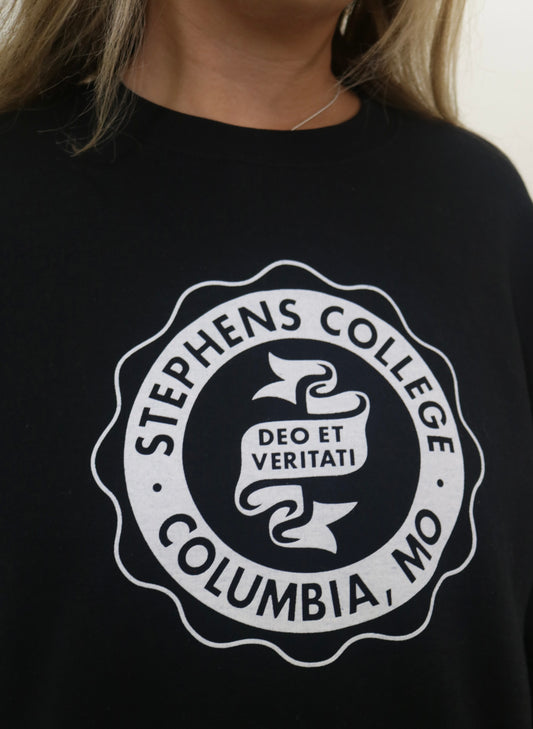 STEPHENS COLLEGE
DEO ET
VERITATI
• COLUMBIA, MO •